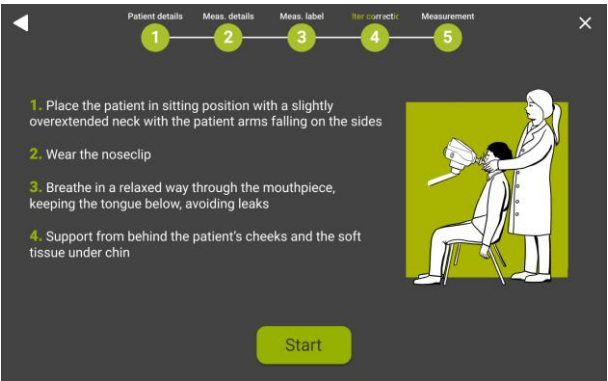 Patient details Meas. details Meas. label Iter correctic Measurement
1 2 3 4 5
1. Place the patient in sitting position with a slightly
overextended neck with the patient arms falling on the sides
2. Wear the noseclip
3. Breathe in a relaxed way through the mouthpiece,
keeping the tongue below, avoiding leaks
4. Support from behind the patient's cheeks and the soft
tissue under chin
Start